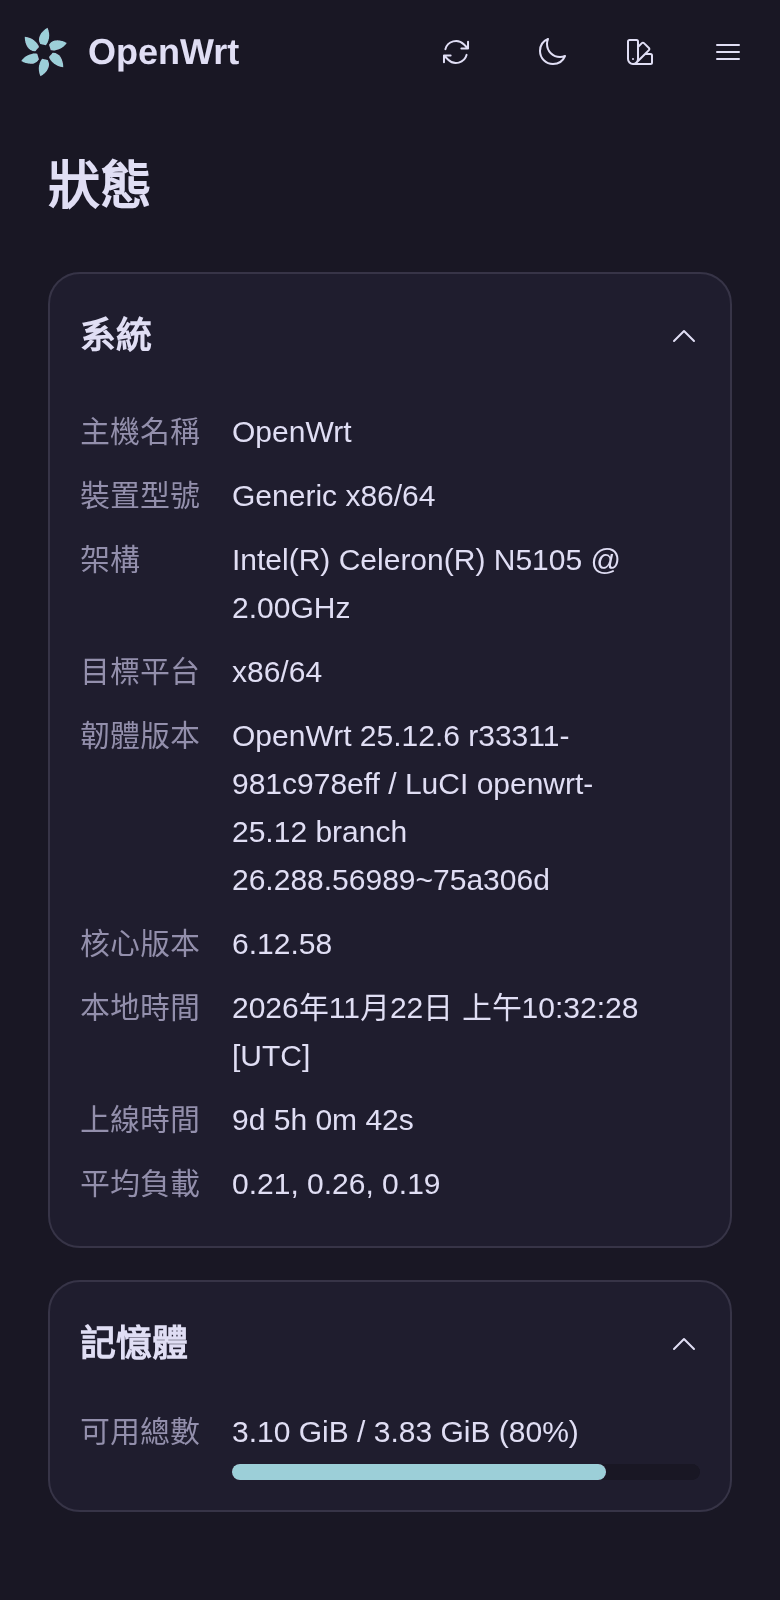 OpenWrt
狀態
系統
主機名稱 OpenWrt
裝置型號 Generic x86/64
架構 Intel(R) Celeron(R) N5105 @
2.00GHz
目標平台 x86/64
韌體版本 OpenWrt 25.12.6 r33311-
981c978eff / LuCI openwrt-
25.12 branch
26.288.56989~75a306d
核心版本 6.12.58
本地時間 2026年11月22日 上午10:32:28
[UTC]
上線時間 9d 5h 0m 42s
平均負載 0.21, 0.26, 0.19
記憶體
可用總數 3.10 GiB / 3.83 GiB (80%)